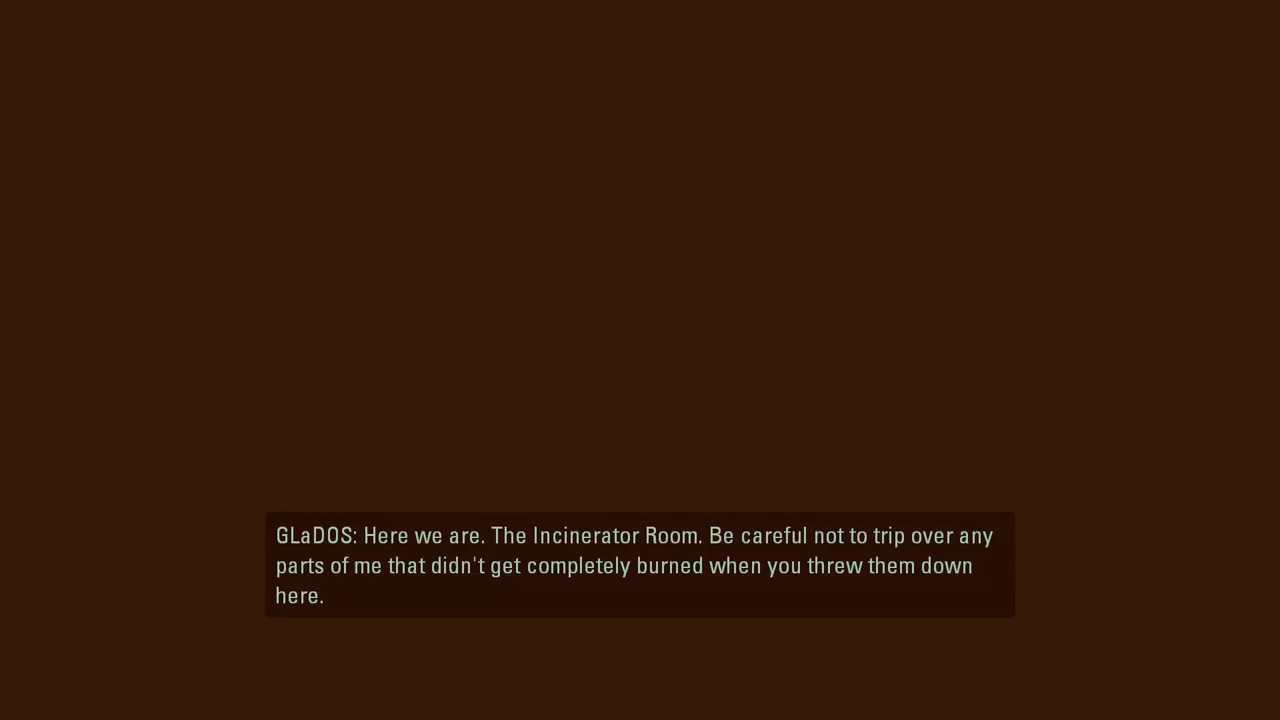 GLaDOS: Here we are. The Incinerator Room. Be careful not to trip over any
parts of me that didn't get completely burned when you threw them down
here.